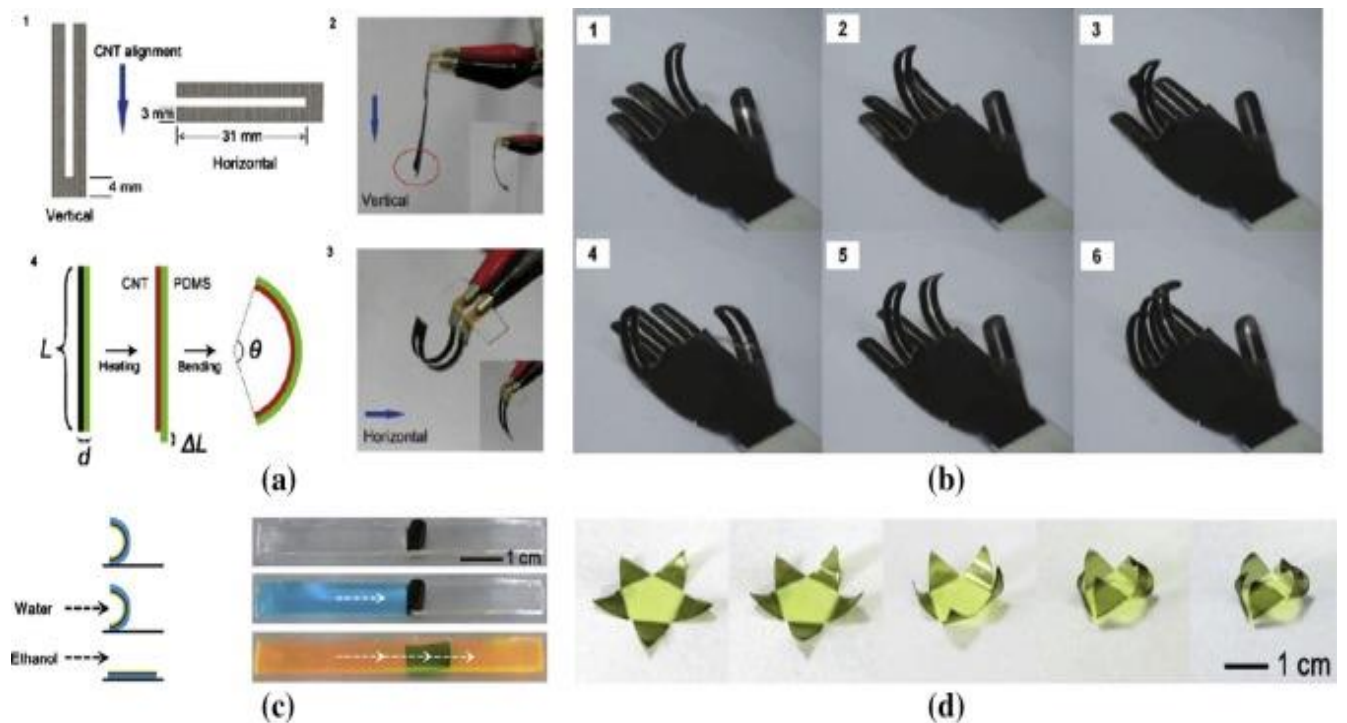 1
CNT alignment
3 mm
31 mm
Horizontal
4 mm
Vertical
2
Vertical
4
L
CNT
PDMS
Heating
Bending
θ
d
ΔL
3
Horizontal
(a)
1
2
3
4
5
6
(b)
Water
Ethanol
1 cm
(c)
1 cm
(d)